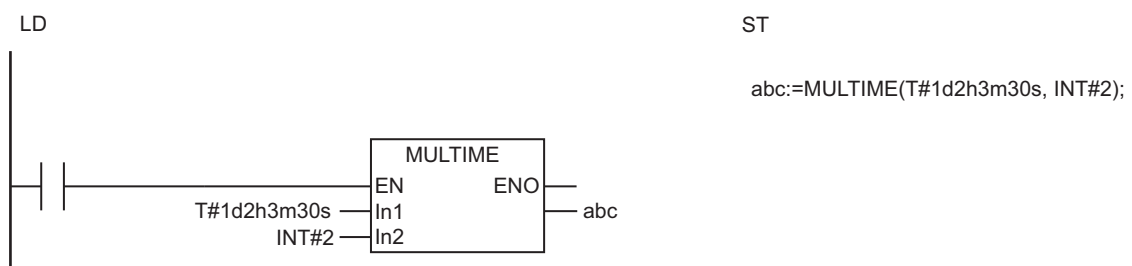 LD
ST
abc:=MULTIME(T#1d2h3m30s, INT#2);
MULTIME
EN ENO
T#1d2h3m30s In1 abc
INT#2 In2